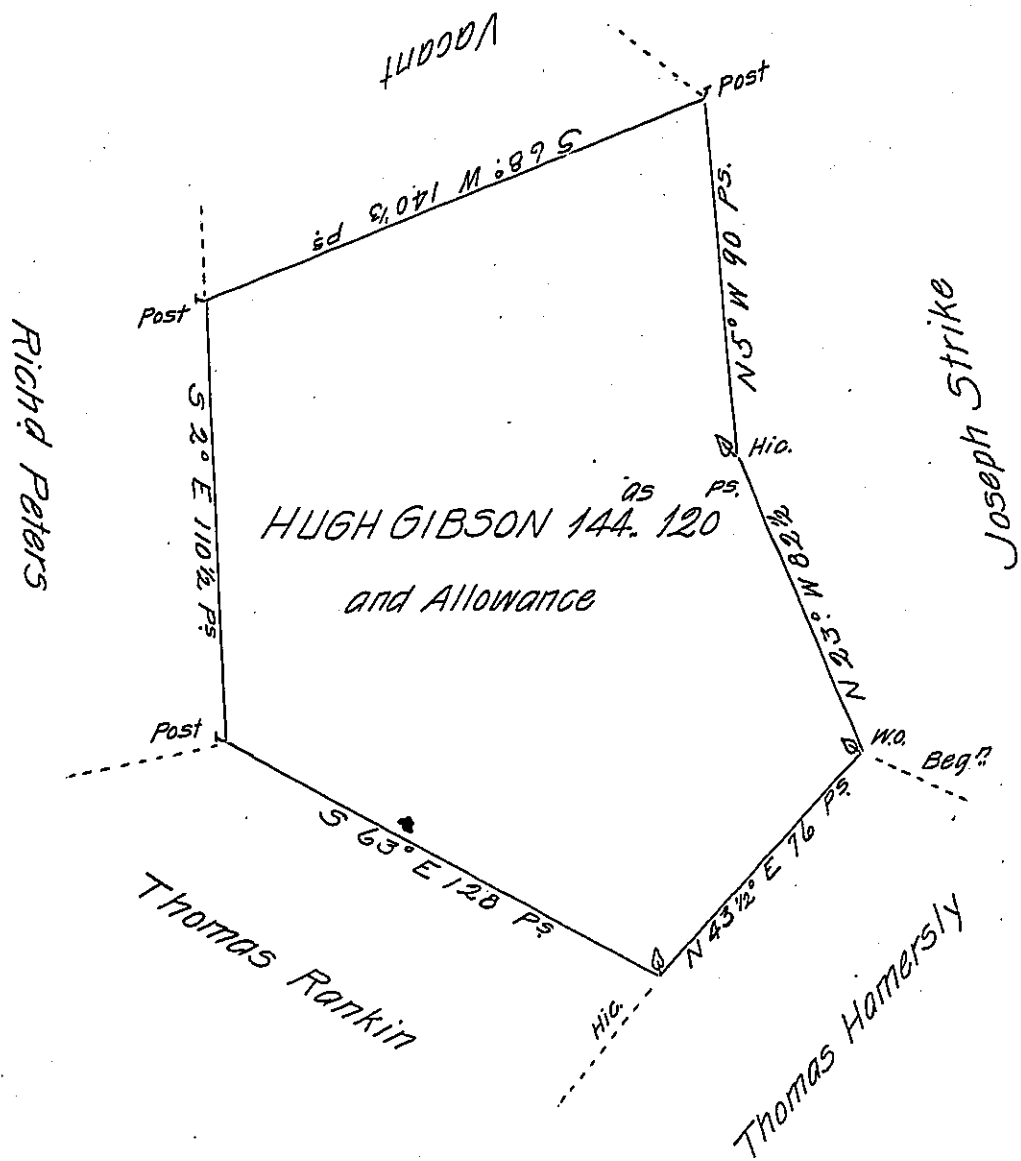 Vacant
Post
S 68° W 140⅓ Ps
N 5° W 90 Ps.
Post
Joseph Strike
Richd Peters
S 2° E 110½ Ps
Hic.
HUGH GIBSON 144 as. 120 ps.
and Allowance
N 23° W 82½
Post
W.O.
Begn
S 63° E 128 Ps
N 43½° E 76 Ps.
Thomas Rankin
Hic.
Thomas Hamersly